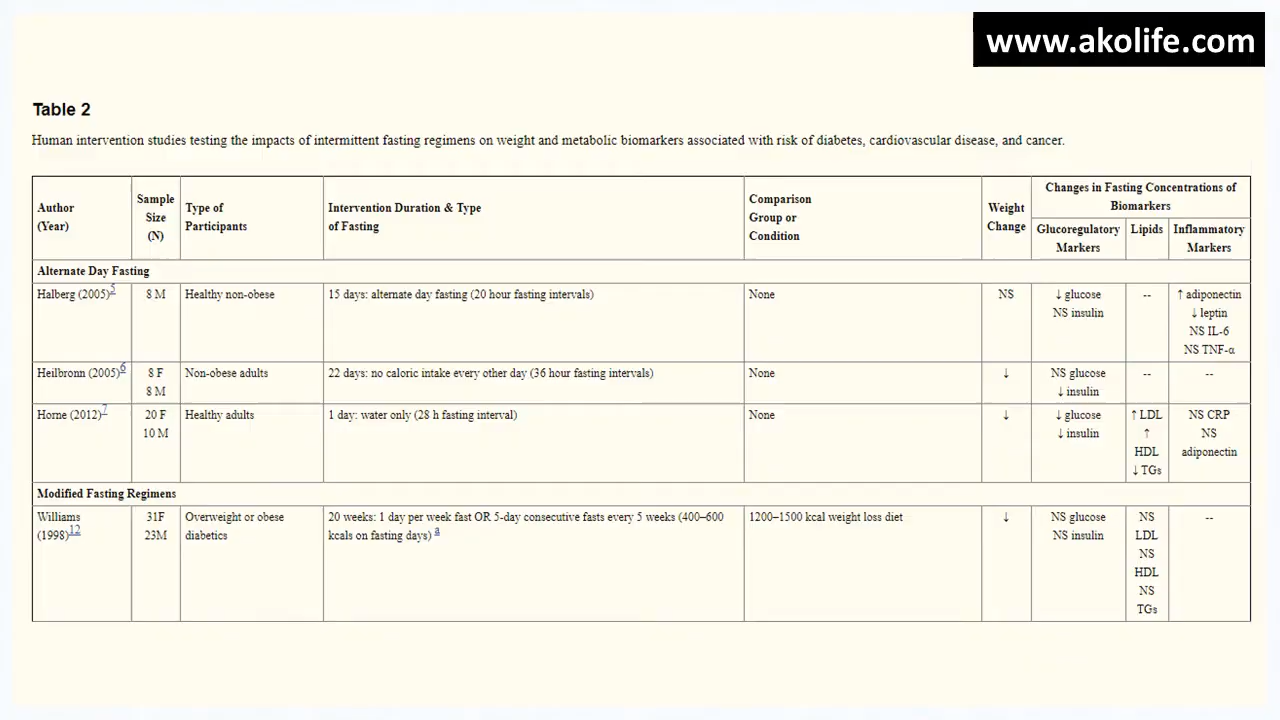 www.akolife.com
Table 2
Human intervention studies testing the impacts of intermittent fasting regimens on weight and metabolic biomarkers associated with risk of diabetes, cardiovascular disease, and cancer.
Author
(Year)
Sample
Size
(N)
Type of
Participants
Intervention Duration & Type
of Fasting
Comparison
Group or
Condition
Weight
Change
Changes in Fasting Concentrations of
Biomarkers
Glucoregulatory
Markers
Lipids
Inflammatory
Markers
Alternate Day Fasting
Halberg (2005)5
8 M
Healthy non-obese
15 days: alternate day fasting (20 hour fasting intervals)
None
NS
↓ glucose
NS insulin
--
↑ adiponectin
↓ leptin
NS IL-6
NS TNF-α
Heilbronn (2005)6
8 F
8 M
Non-obese adults
22 days: no caloric intake every other day (36 hour fasting intervals)
None
↓
NS glucose
↓ insulin
--
--
Horne (2012)7
20 F
10 M
Healthy adults
1 day: water only (28 h fasting interval)
None
↓
↓ glucose
↓ insulin
↑ LDL
↑
HDL
↓ TGs
NS CRP
NS
adiponectin
Modified Fasting Regimens
Williams
(1998)12
31F
23M
Overweight or obese
diabetics
20 weeks: 1 day per week fast OR 5-day consecutive fasts every 5 weeks (400–600
kcals on fasting days) a
1200–1500 kcal weight loss diet
↓
NS glucose
NS insulin
NS
LDL
NS
HDL
NS
TGs
--